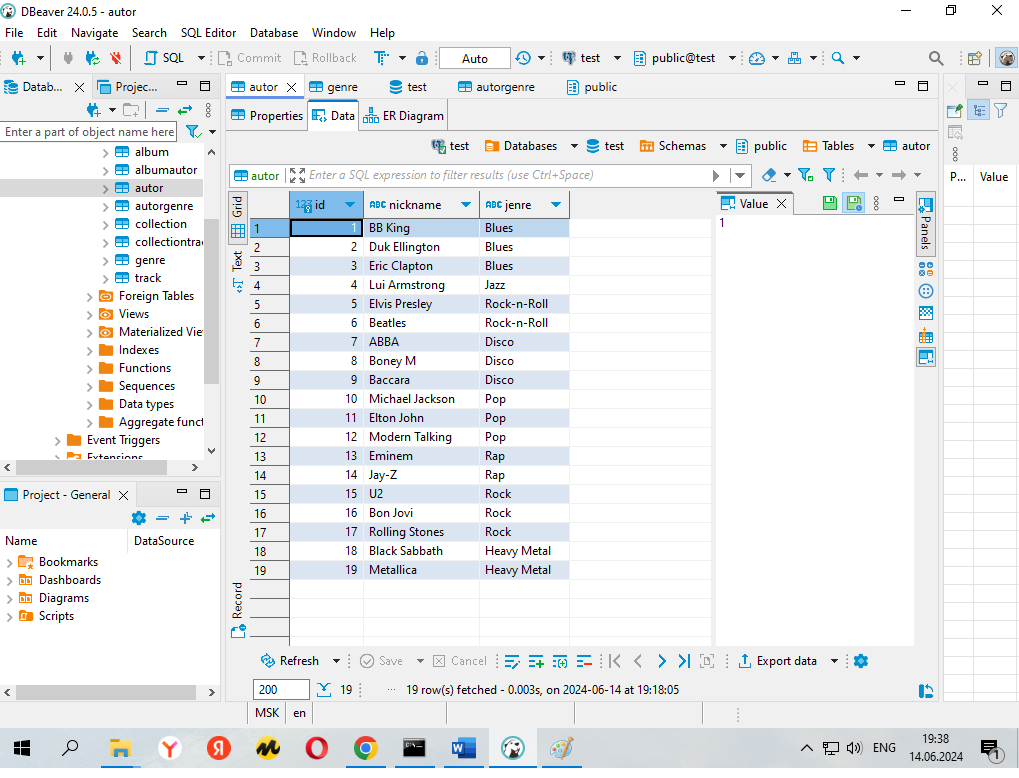 DBeaver 24.0.5 - autor
File Edit Navigate Search SQL Editor Database Window Help
SQL Commit Rollback Auto test public@test
Datab... Projec... autor genre test autorgenre public
Enter a part of object name here
Properties Data ER Diagram
test Databases test Schemas public Tables autor
autor Enter a SQL expression to filter results (use Ctrl+Space)
album
albumautor
autor
autorgenre
collection
collectiontra
genre
track
Foreign Tables
Views
Materialized Vie
Indexes
Functions
Sequences
Data types
Aggregate funct
Event Triggers
Extensions
Project - General
Name DataSource
Bookmarks
Dashboards
Diagrams
Scripts
Grid
Text
Record
123 id ABC nickname ABC jenre
1 1 BB King Blues
2 2 Duk Ellington Blues
3 3 Eric Clapton Blues
4 4 Lui Armstrong Jazz
5 5 Elvis Presley Rock-n-Roll
6 6 Beatles Rock-n-Roll
7 7 ABBA Disco
8 8 Boney M Disco
9 9 Baccara Disco
10 10 Michael Jackson Pop
11 11 Elton John Pop
12 12 Modern Talking Pop
13 13 Eminem Rap
14 14 Jay-Z Rap
15 15 U2 Rock
16 16 Bon Jovi Rock
17 17 Rolling Stones Rock
18 18 Black Sabbath Heavy Metal
19 19 Metallica Heavy Metal
Value
1
Panels
P... Value
Refresh Save Cancel Export data
200 19 ··· 19 row(s) fetched - 0.003s, on 2024-06-14 at 19:18:05
MSK en
Y Я W ENG 19:38
14.06.2024
1